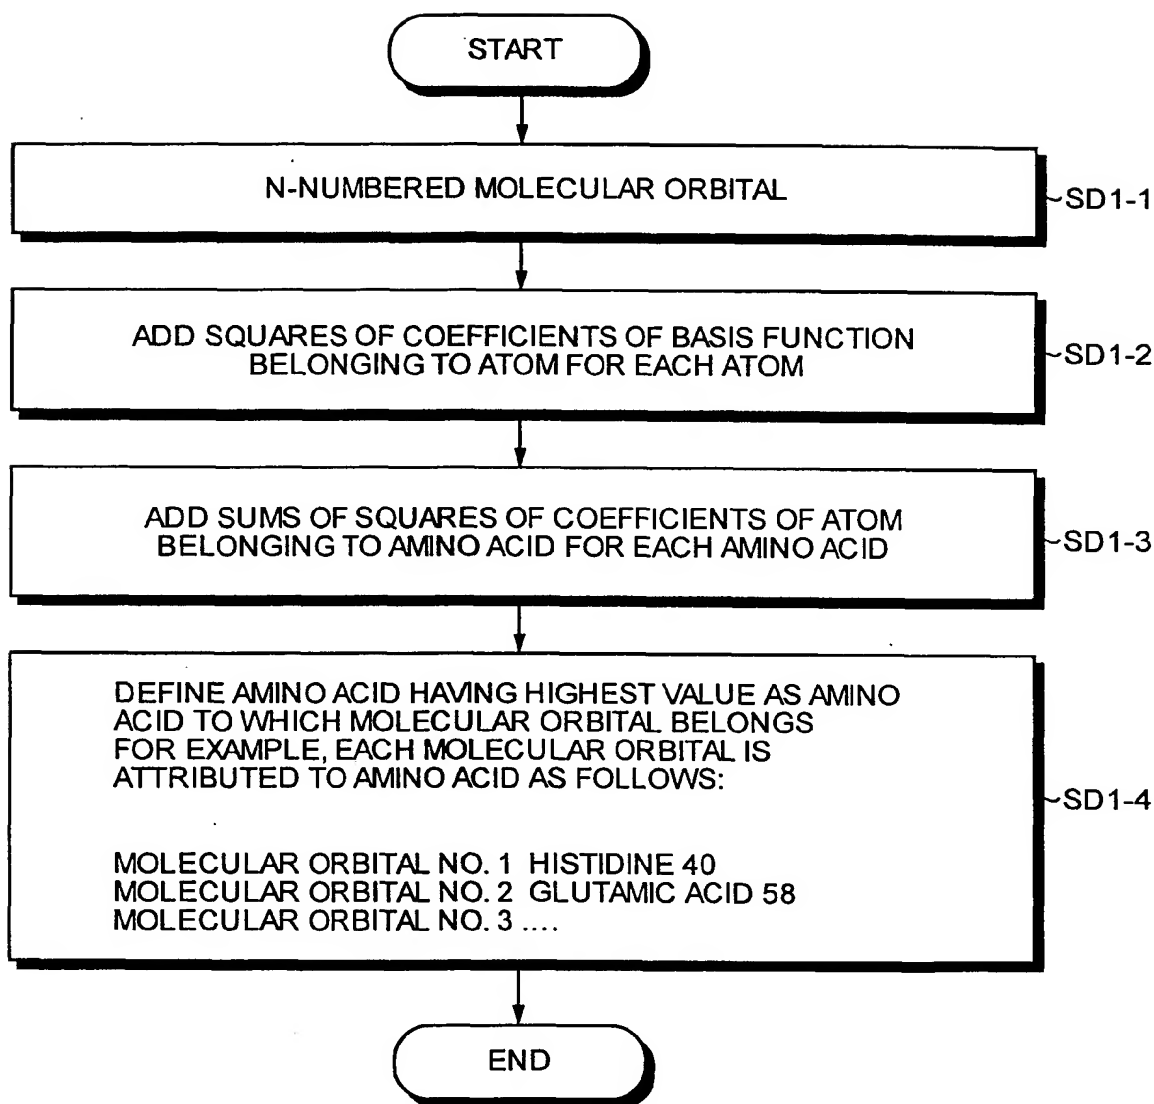 START
N-NUMBERED MOLECULAR ORBITAL
SD1-1
ADD SQUARES OF COEFFICIENTS OF BASIS FUNCTION
BELONGING TO ATOM FOR EACH ATOM
SD1-2
ADD SUMS OF SQUARES OF COEFFICIENTS OF ATOM
BELONGING TO AMINO ACID FOR EACH AMINO ACID
SD1-3
DEFINE AMINO ACID HAVING HIGHEST VALUE AS AMINO
ACID TO WHICH MOLECULAR ORBITAL BELONGS
FOR EXAMPLE, EACH MOLECULAR ORBITAL IS
ATTRIBUTED TO AMINO ACID AS FOLLOWS:
MOLECULAR ORBITAL NO. 1 HISTIDINE 40
MOLECULAR ORBITAL NO. 2 GLUTAMIC ACID 58
MOLECULAR ORBITAL NO. 3 ....
SD1-4
END